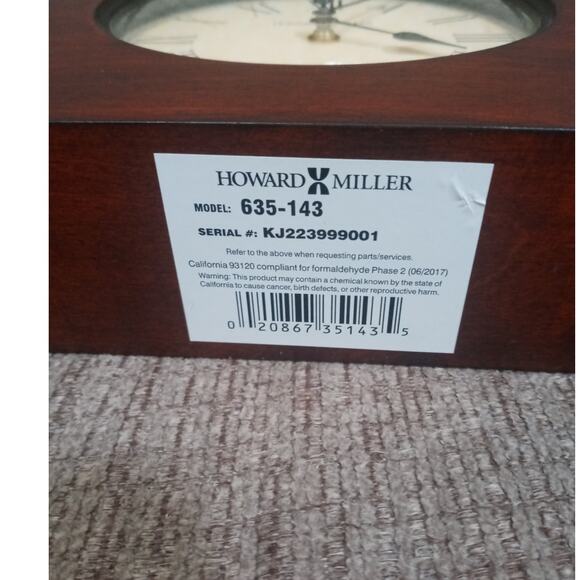 HOWARD MILLER
MODEL: 635-143
SERIAL #: KJ223999001
Refer to the above when requesting parts/services.
California 93120 compliant for formaldehyde Phase 2 (06/2017)
Warning: This product may contain a chemical known by the state of
California to cause cancer, birth defects, or other reproductive harm.
0 20867 35143 5